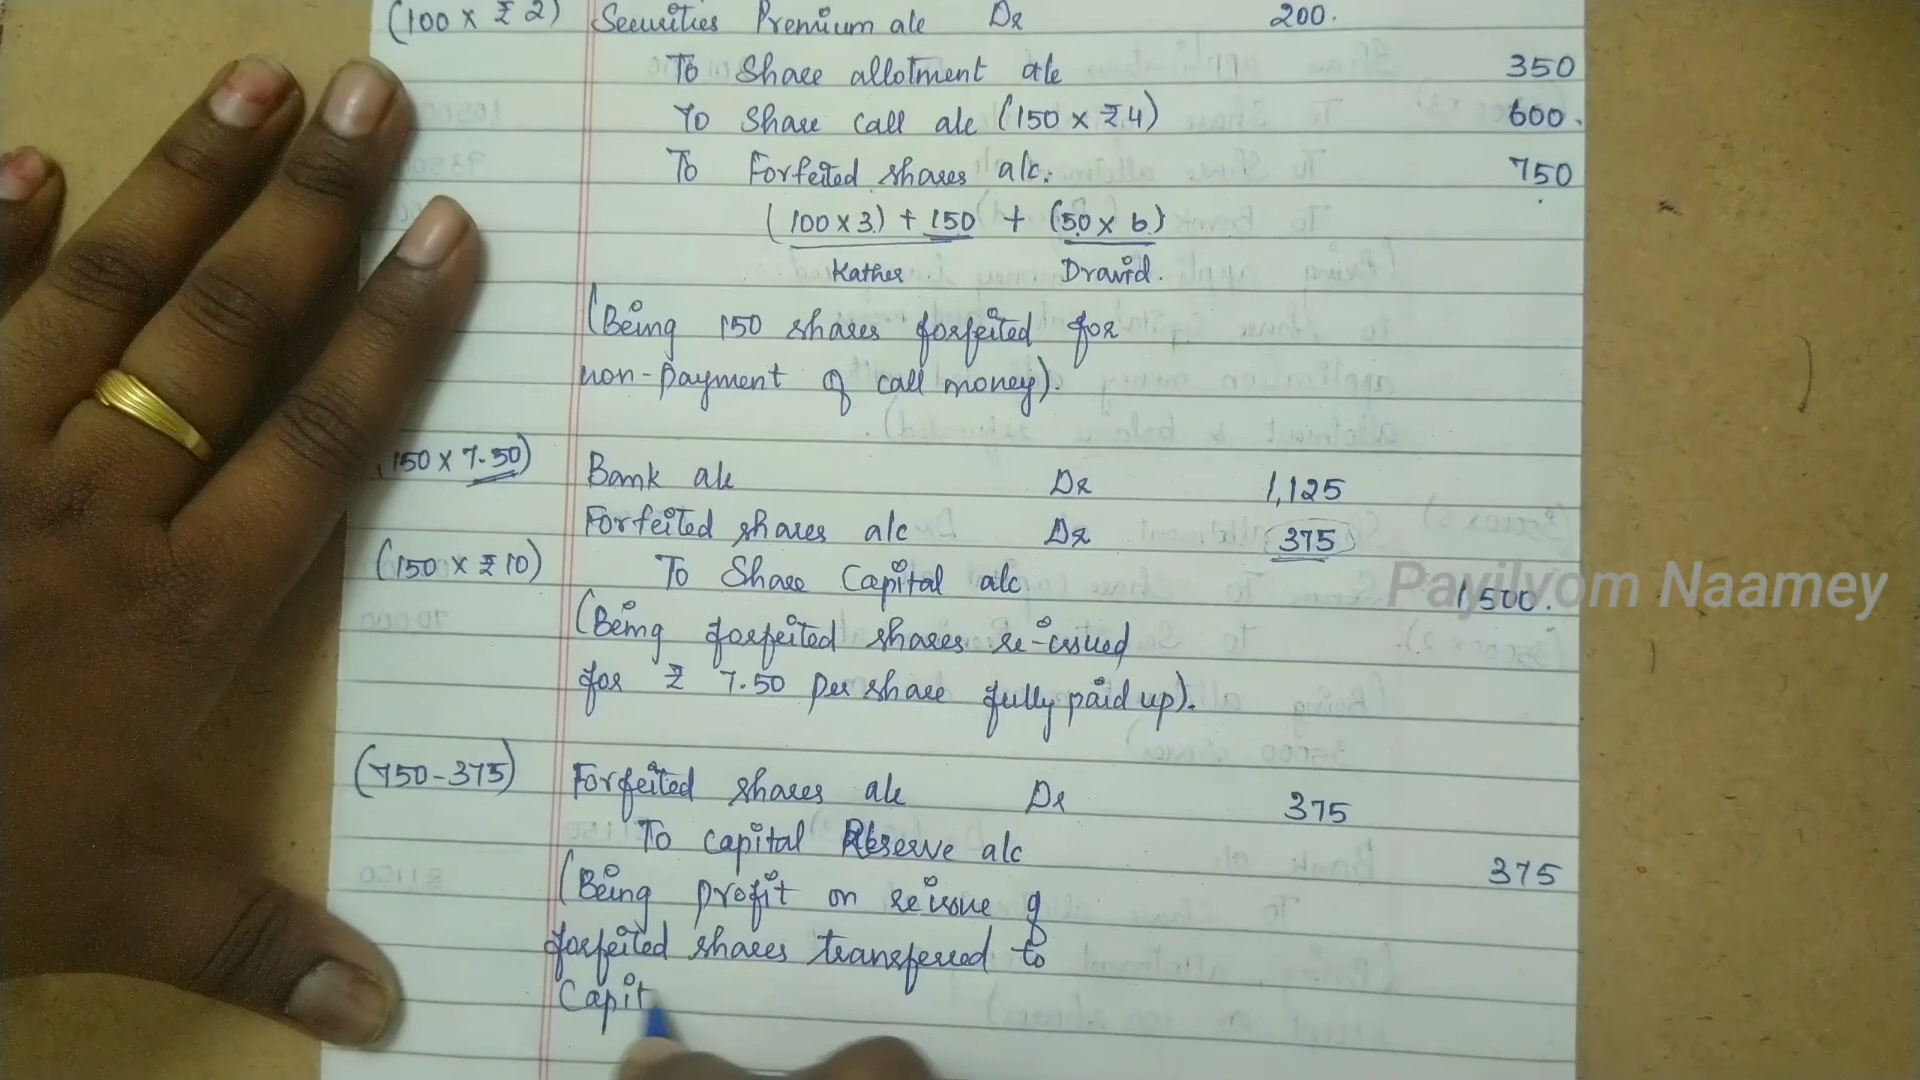 (100 x ₹ 2) Securities Premium a/c Dr 200.
To Share allotment a/c 350
To Share call a/c (150 x ₹4) 600.
To Forfeited shares a/c. 750
(100 x 3) + 150 + (50 x 6)
Kather Dravid.
(Being 150 shares forfeited for
non-payment of call money).
(150 x 7.50) Bank a/c Dr 1,125
Forfeited shares a/c Dr 375
(150 x ₹ 10) To Share Capital a/c 1,500.
(Being forfeited shares re-issued
for ₹ 7.50 per share fully paid up).
(750-375) Forfeited shares a/c Dr 375
To capital Reserve a/c 375
(Being profit on reissue of
forfeited shares transferred to
Capit
Payilvom Naamey